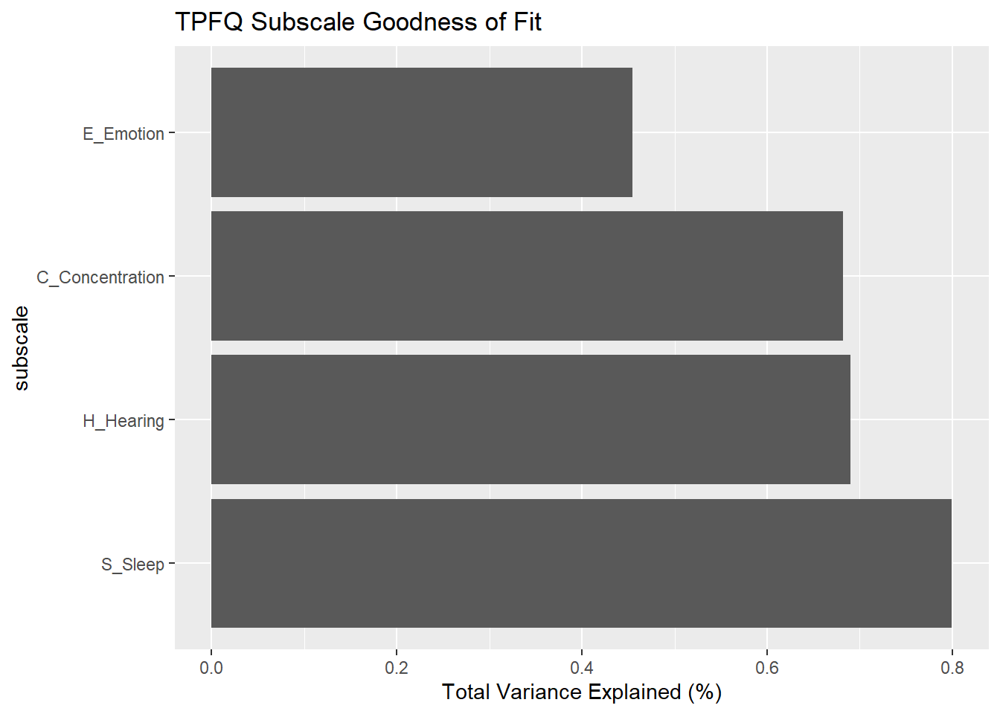 TPFQ Subscale Goodness of Fit
subscale
E_Emotion
C_Concentration
H_Hearing
S_Sleep
0.0 0.2 0.4 0.6 0.8
Total Variance Explained (%)